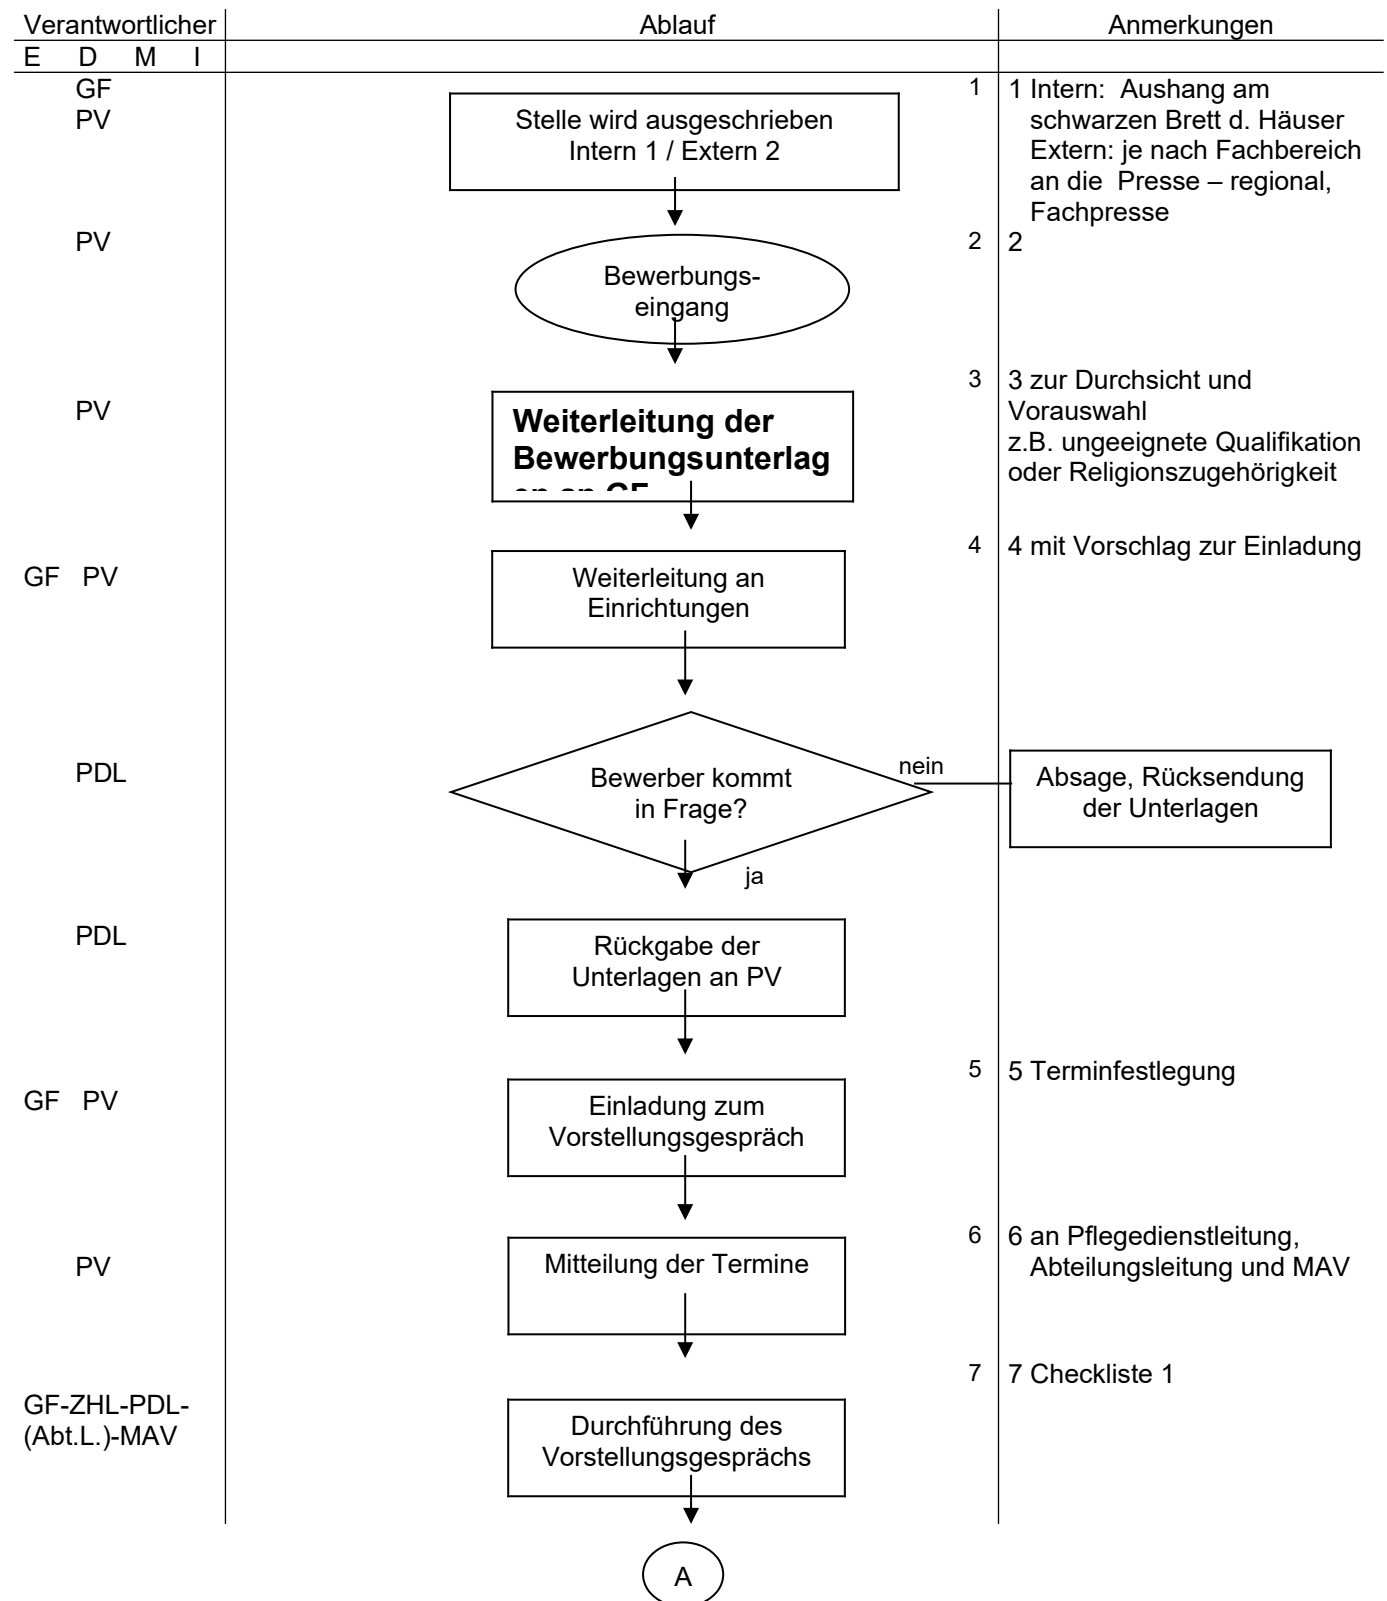 Verantwortlicher Ablauf Anmerkungen
E D M I
GF
PV
Stelle wird ausgeschrieben
Intern 1 / Extern 2
1
1 Intern: Aushang am
schwarzen Brett d. Häuser
Extern: je nach Fachbereich
an die Presse – regional,
Fachpresse
PV
Bewerbungs-
eingang
2
2
PV
Weiterleitung der
Bewerbungsunterlag
en an GF
3
3 zur Durchsicht und
Vorauswahl
z.B. ungeeignete Qualifikation
oder Religionszugehörigkeit
GF PV
Weiterleitung an
Einrichtungen
4
4 mit Vorschlag zur Einladung
PDL
Bewerber kommt
in Frage?
nein
Absage, Rücksendung
der Unterlagen
ja
PDL
Rückgabe der
Unterlagen an PV
GF PV
Einladung zum
Vorstellungsgespräch
5
5 Terminfestlegung
PV
Mitteilung der Termine
6
6 an Pflegedienstleitung,
Abteilungsleitung und MAV
GF-ZHL-PDL-
(Abt.L.)-MAV
Durchführung des
Vorstellungsgesprächs
7
7 Checkliste 1
A